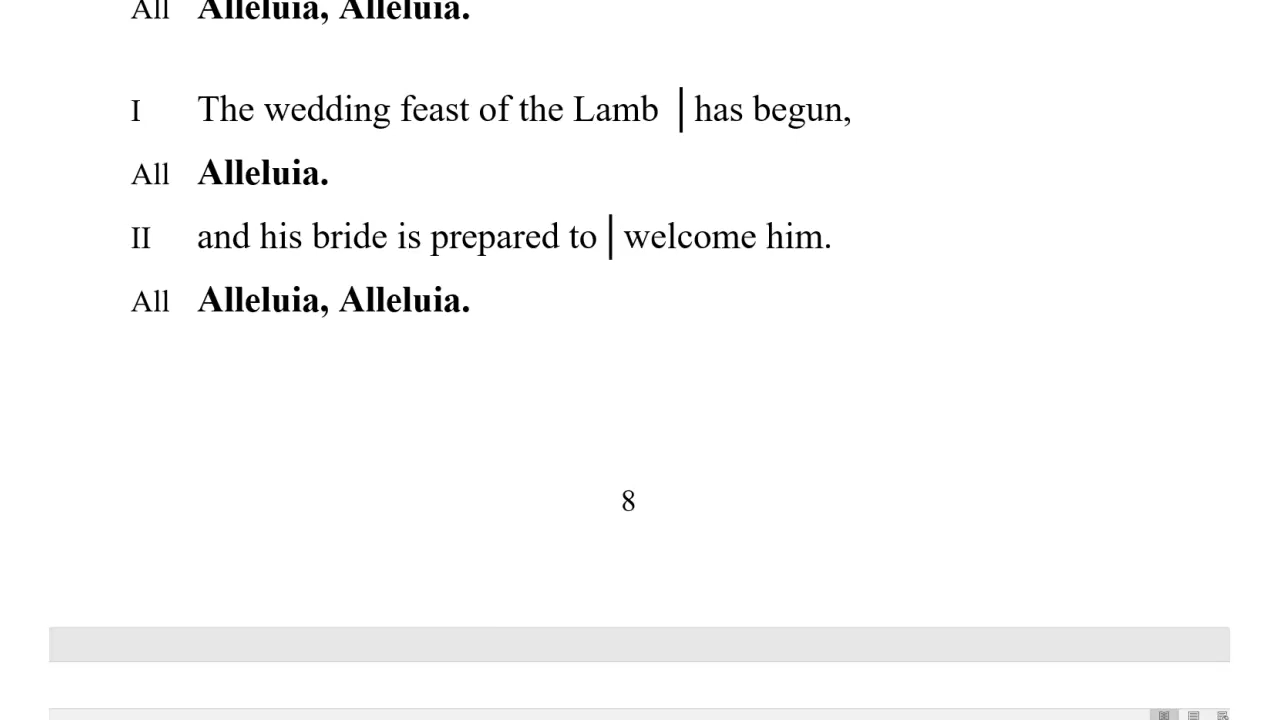 All Alleluia, Alleluia.
I The wedding feast of the Lamb | has begun,
All Alleluia.
II and his bride is prepared to | welcome him.
All Alleluia, Alleluia.
8